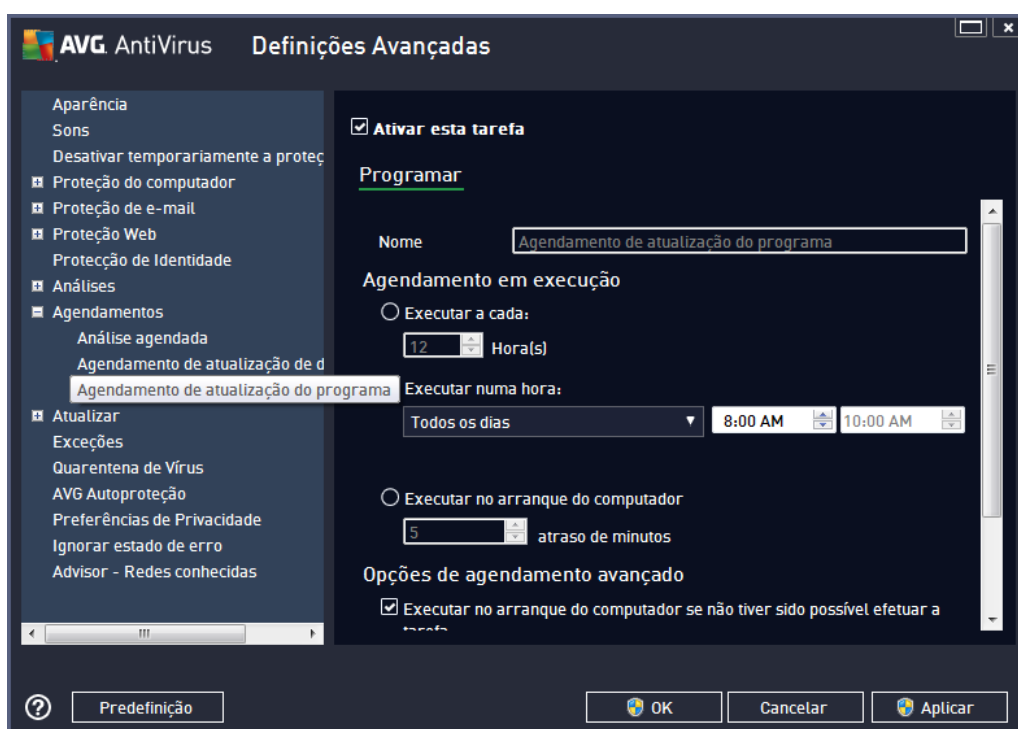 AVG. AntiVirus Definições Avançadas
Aparência
Sons
Desativar temporariamente a proteç
Proteção do computador
Proteção de e-mail
Proteção Web
Protecção de Identidade
Análises
Agendamentos
Análise agendada
Agendamento de atualização de d
Agendamento de atualização do programa
Atualizar
Exceções
Quarentena de Vírus
AVG Autoproteção
Preferências de Privacidade
Ignorar estado de erro
Advisor - Redes conhecidas
Ativar esta tarefa
Programar
Nome Agendamento de atualização do programa
Agendamento em execução
Executar a cada:
12 Hora(s)
Executar numa hora:
Todos os dias 8:00 AM 10:00 AM
Executar no arranque do computador
5 atraso de minutos
Opções de agendamento avançado
Executar no arranque do computador se não tiver sido possível efetuar a
tarefa
? Predefinição OK Cancelar Aplicar